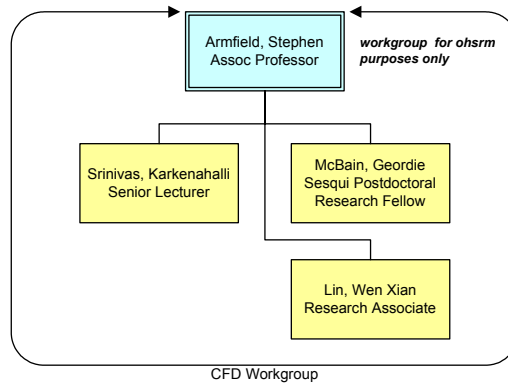 Armfield, Stephen
Assoc Professor
workgroup for ohsrm
purposes only
Srinivas, Karkenahalli
Senior Lecturer
McBain, Geordie
Sesqui Postdoctoral
Research Fellow
Lin, Wen Xian
Research Associate
CFD Workgroup